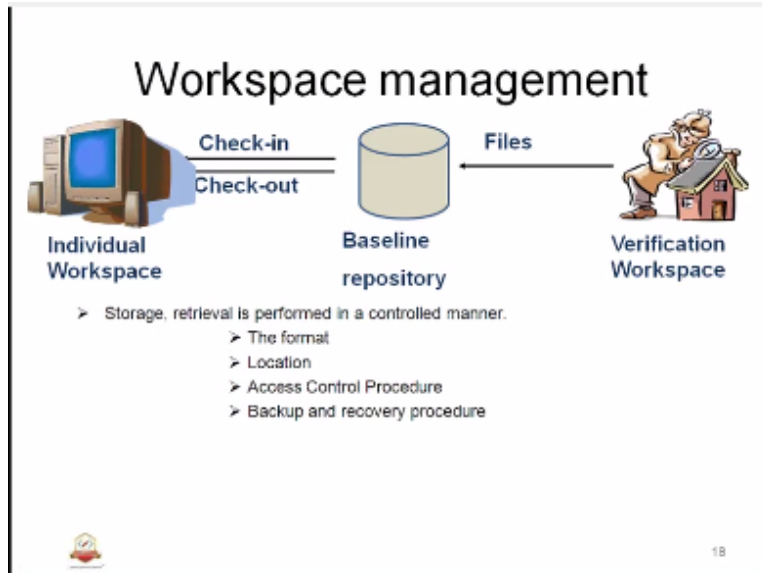 Workspace management
Check-in
Check-out
Files
Individual
Workspace
Baseline
repository
Verification
Workspace
➤ Storage, retrieval is performed in a controlled manner.
➤ The format
➤ Location
➤ Access Control Procedure
➤ Backup and recovery procedure
18